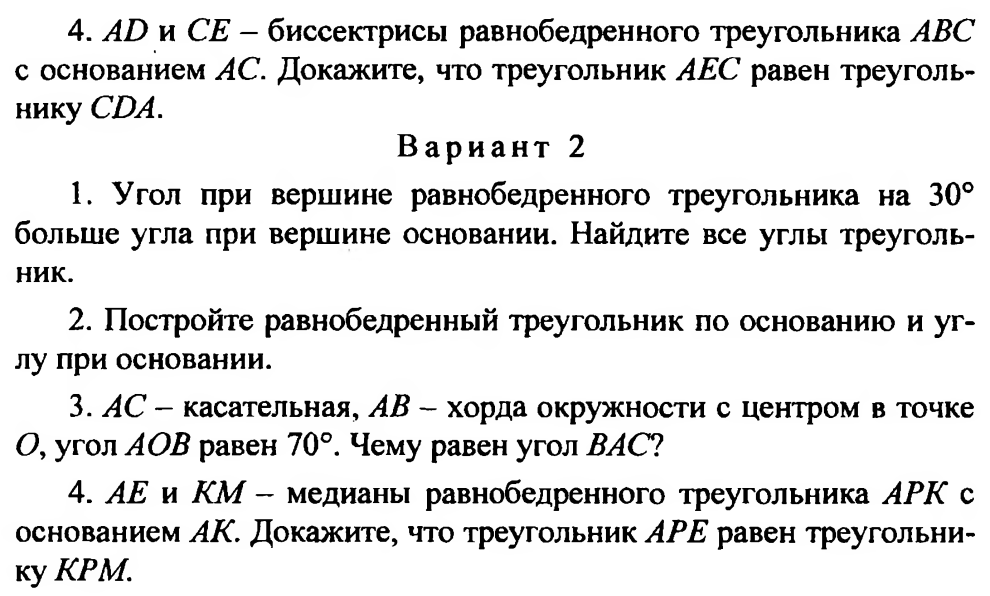 4. AD и CE – биссектрисы равнобедренного треугольника ABC
с основанием AC. Докажите, что треугольник AEC равен треуголь-
нику CDA.
Вариант 2
1. Угол при вершине равнобедренного треугольника на 30°
больше угла при вершине основании. Найдите все углы треуголь-
ник.
2. Постройте равнобедренный треугольник по основанию и уг-
лу при основании.
3. AC – касательная, AB – хорда окружности с центром в точке
O, угол AOB равен 70°. Чему равен угол BAC?
4. AE и KM – медианы равнобедренного треугольника APK с
основанием AK. Докажите, что треугольник APE равен треугольни-
ку KPM.